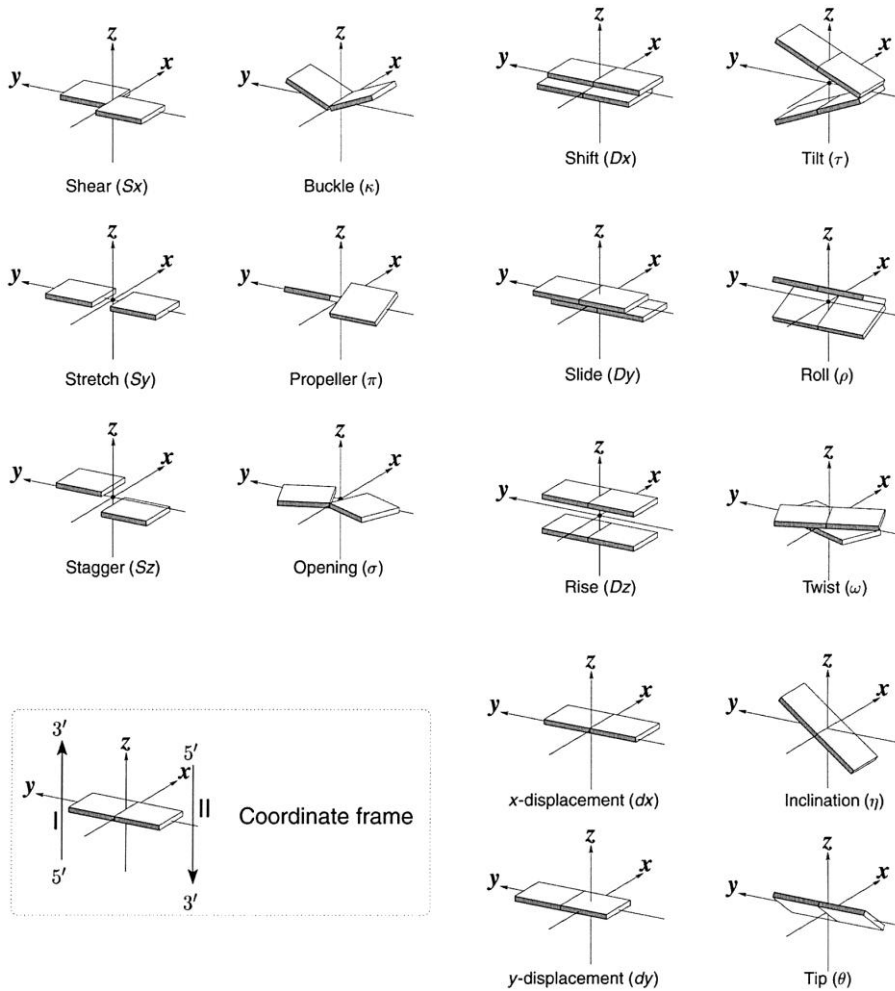 z
y
x
Shear (Sx)
z
y
x
Buckle (κ)
z
y
x
Shift (Dx)
z
y
x
Tilt (τ)
z
y
x
Stretch (Sy)
z
y
x
Propeller (π)
z
y
x
Slide (Dy)
z
y
x
Roll (ρ)
z
y
x
Stagger (Sz)
z
y
x
Opening (σ)
z
y
x
Rise (Dz)
z
y
x
Twist (ω)
z
y
x
x-displacement (dx)
z
y
x
Inclination (η)
3′
z
5′
y
x
I
II
5′
3′
Coordinate frame
z
y
x
y-displacement (dy)
z
y
x
Tip (θ)